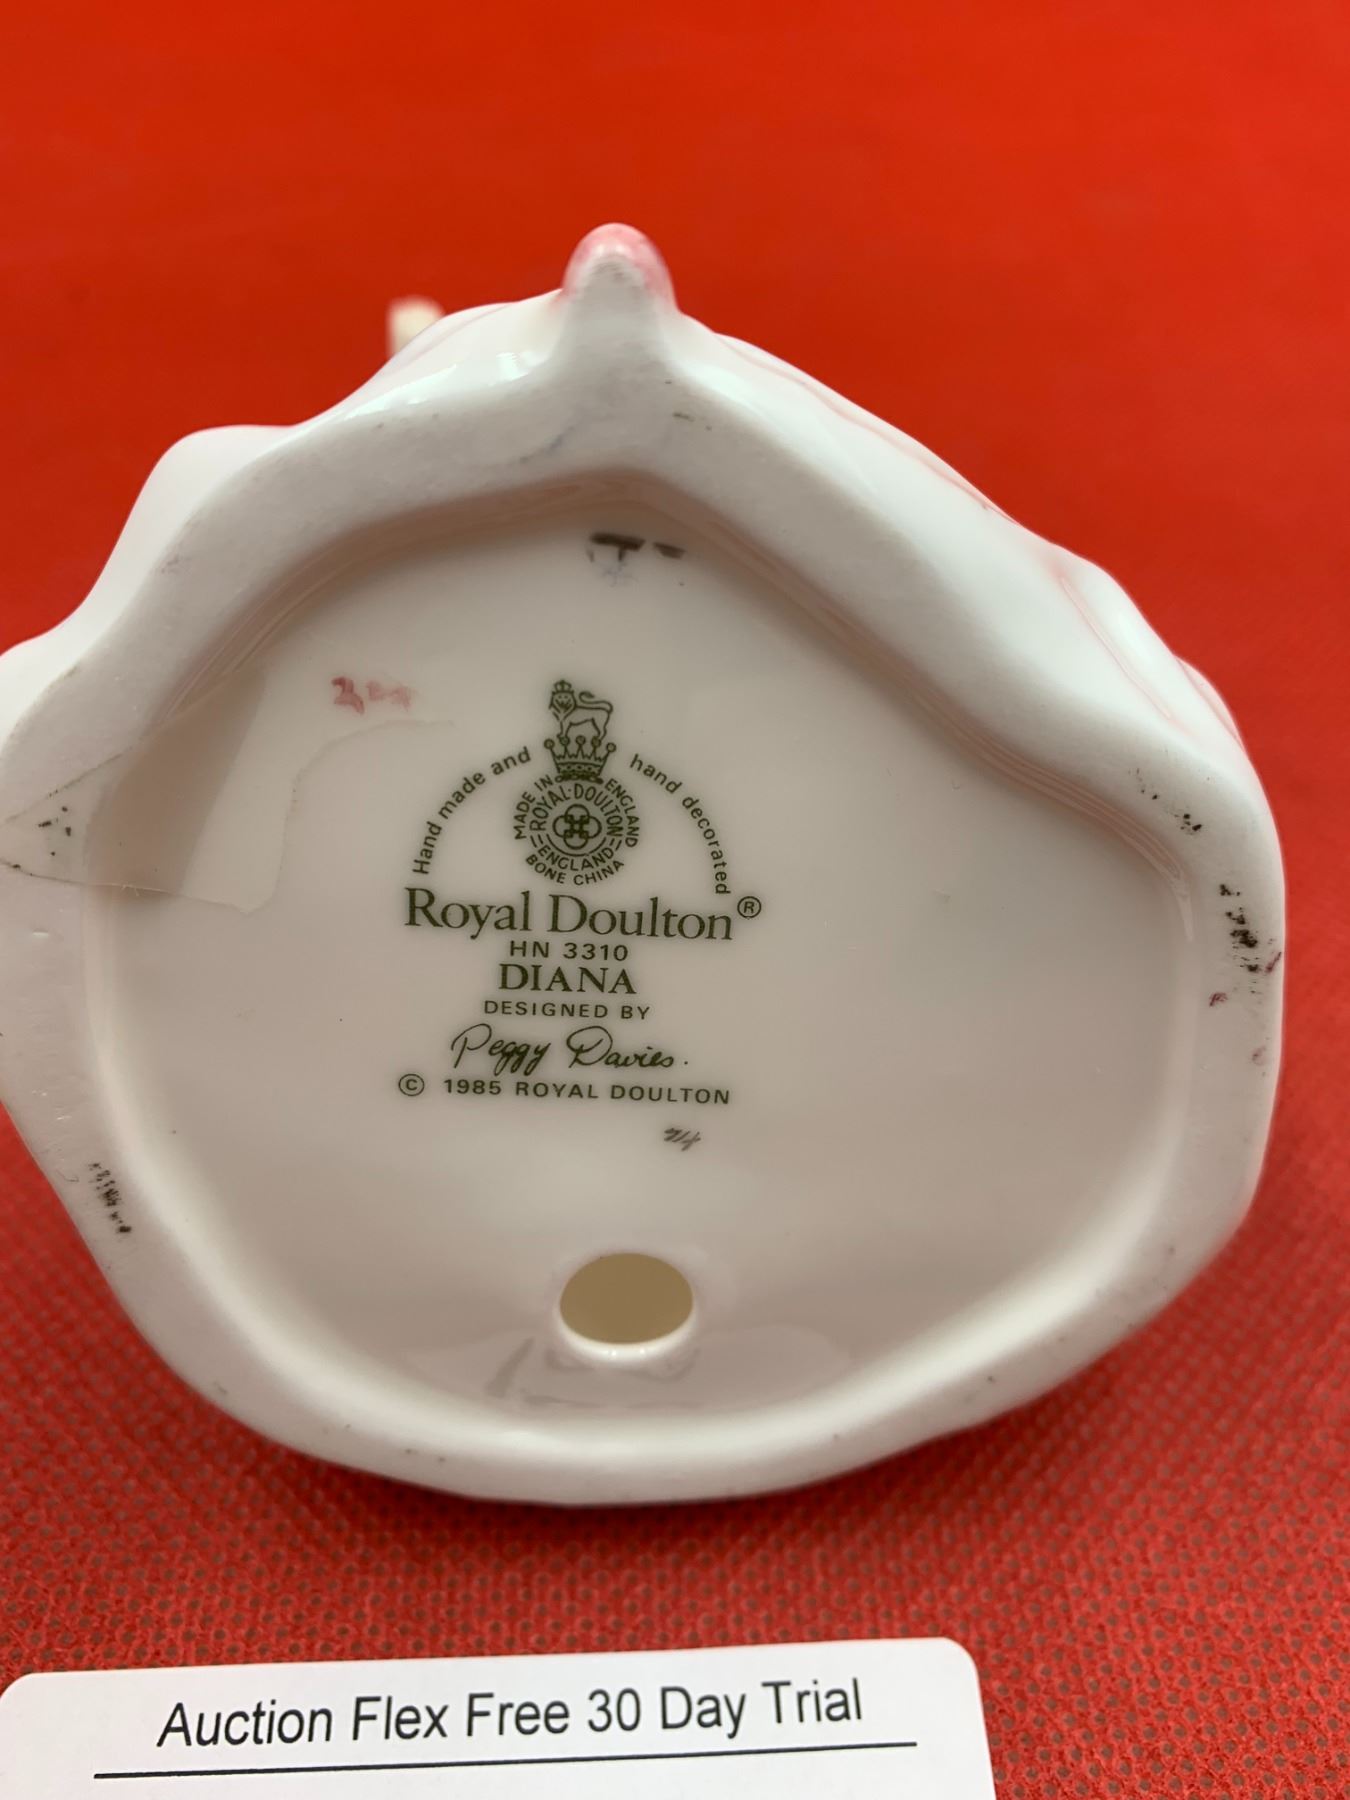 Hand made and hand decorated
MADE IN ENGLAND
ROYAL·DOULTON
ENGLAND
BONE CHINA
Royal Doulton®
HN 3310
DIANA
DESIGNED BY
Peggy Davies.
© 1985 ROYAL DOULTON
Auction Flex Free 30 Day Trial